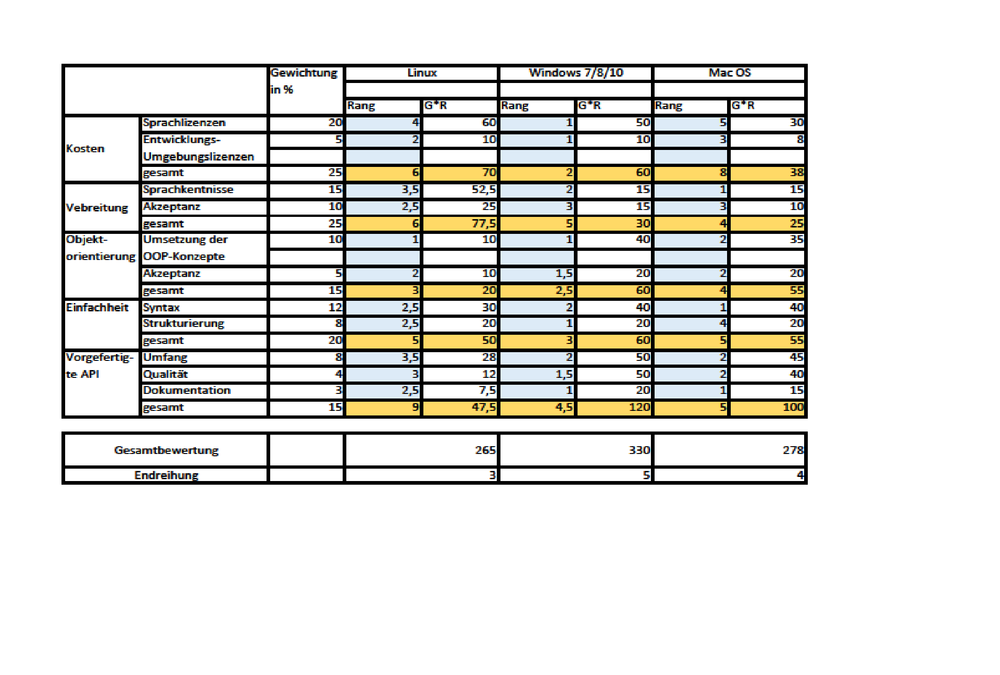 Gewichtung in % Linux Windows 7/8/10 Mac OS
Rang G*R Rang G*R Rang G*R
Kosten
Sprachlizenzen 20 4 60 1 50 5 30
Entwicklungs- 5 2 10 1 10 3 8
Umgebungslizenzen
gesamt 25 6 70 2 60 8 38
Vebreitung
Sprachkentnisse 15 3,5 52,5 2 15 1 15
Akzeptanz 10 2,5 25 3 15 3 10
gesamt 25 6 77,5 5 30 4 25
Objekt- Umsetzung der 10 1 10 1 40 2 35
orientierung OOP-Konzepte
Akzeptanz 5 2 10 1,5 20 2 20
gesamt 15 3 20 2,5 60 4 55
Einfachheit Syntax 12 2,5 30 2 40 1 40
Strukturierung 8 2,5 20 1 20 4 20
gesamt 20 5 50 3 60 5 55
Vorgefertig- Umfang 8 3,5 28 2 50 2 45
te API Qualität 4 3 12 1,5 50 2 40
Dokumentation 3 2,5 7,5 1 20 1 15
gesamt 15 9 47,5 4,5 120 5 100
Gesamtbewertung 265 330 278
Endreihung 3 5 4